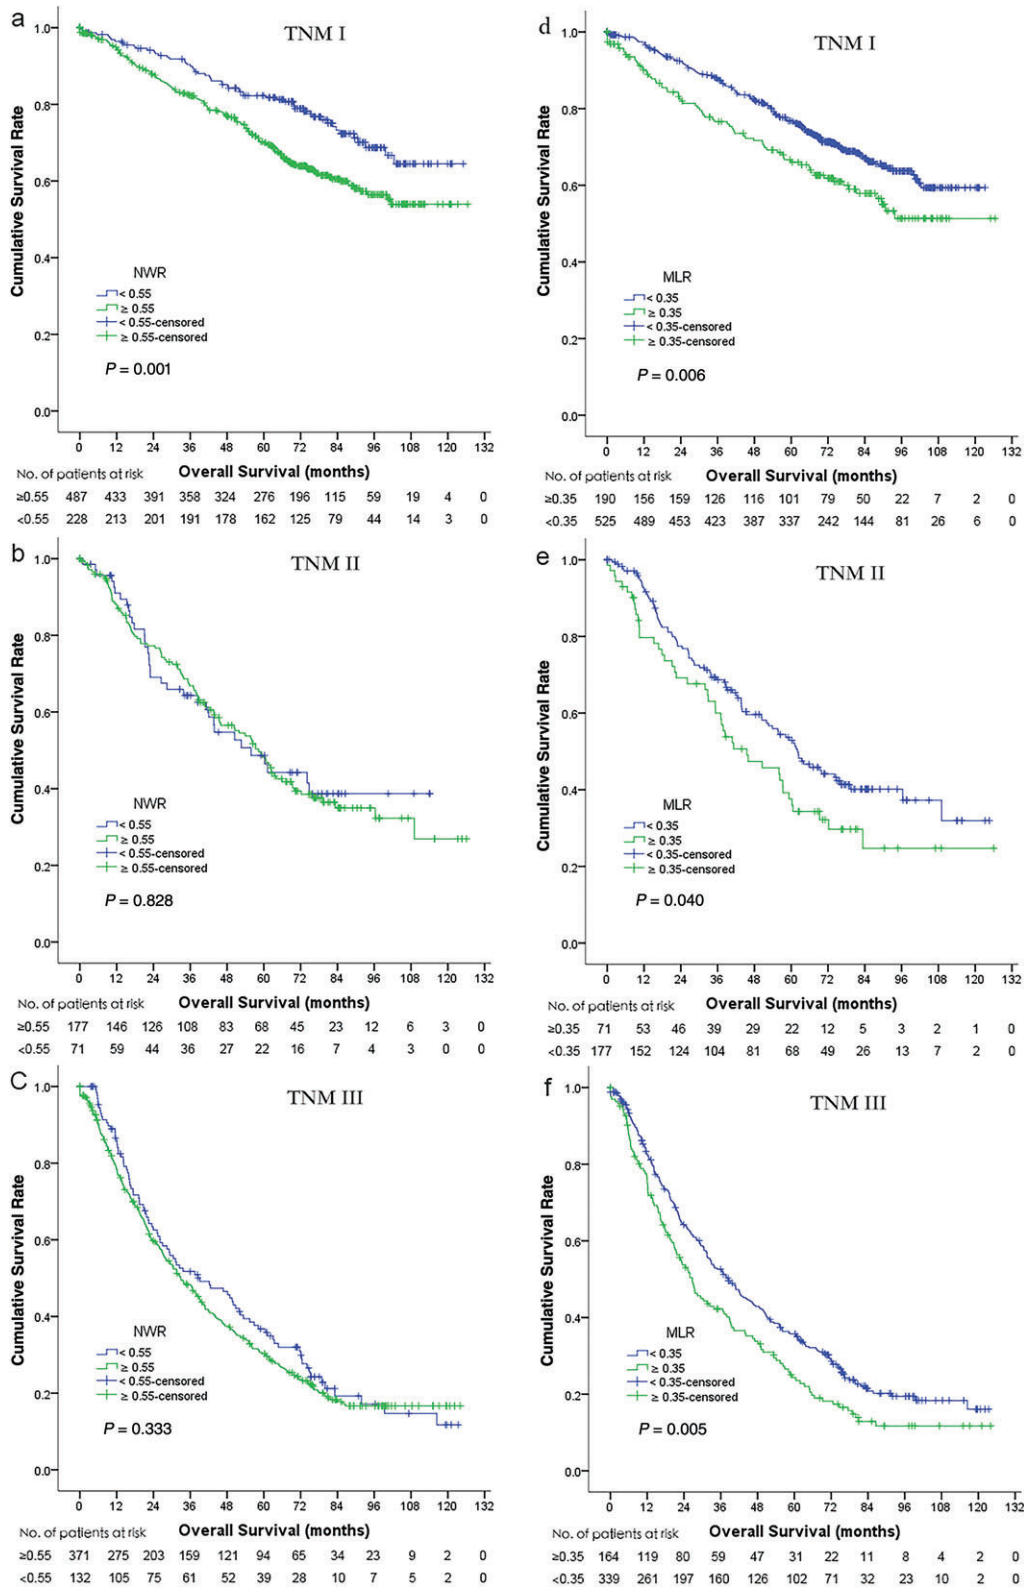 a
TNM I
Cumulative Survival Rate
1.0
0.8
0.6
0.4
0.2
0.0
NWR
< 0.55
≥ 0.55
< 0.55-censored
≥ 0.55-censored
P = 0.001
0 12 24 36 48 60 72 84 96 108 120 132
No. of patients at risk Overall Survival (months)
≥0.55 487 433 391 358 324 276 196 115 59 19 4 0
<0.55 228 213 201 191 178 162 125 79 44 14 3 0
d
TNM I
Cumulative Survival Rate
1.0
0.8
0.6
0.4
0.2
0.0
MLR
< 0.35
≥ 0.35
< 0.35-censored
≥ 0.35-censored
P = 0.006
0 12 24 36 48 60 72 84 96 108 120 132
No. of patients at risk Overall Survival (months)
≥0.35 190 156 159 126 116 101 79 50 22 7 2 0
<0.35 525 489 453 423 387 337 242 144 81 26 6 0
b
TNM II
Cumulative Survival Rate
1.0
0.8
0.6
0.4
0.2
0.0
NWR
< 0.55
≥ 0.55
< 0.55-censored
≥ 0.55-censored
P = 0.828
0 12 24 36 48 60 72 84 96 108 120 132
No. of patients at risk Overall Survival (months)
≥0.55 177 146 126 108 83 68 45 23 12 6 3 0
<0.55 71 59 44 36 27 22 16 7 4 3 0 0
e
TNM II
Cumulative Survival Rate
1.0
0.8
0.6
0.4
0.2
0.0
MLR
< 0.35
≥ 0.35
< 0.35-censored
≥ 0.35-censored
P = 0.040
0 12 24 36 48 60 72 84 96 108 120 132
No. of patients at risk Overall Survival (months)
≥0.35 71 53 46 39 29 22 12 5 3 2 1 0
<0.35 177 152 124 104 81 68 49 26 13 7 2 0
C
TNM III
Cumulative Survival Rate
1.0
0.8
0.6
0.4
0.2
0.0
NWR
< 0.55
≥ 0.55
< 0.55-censored
≥ 0.55-censored
P = 0.333
0 12 24 36 48 60 72 84 96 108 120 132
No. of patients at risk Overall Survival (months)
≥0.55 371 275 203 159 121 94 65 34 23 9 2 0
<0.55 132 105 75 61 52 39 28 10 7 5 2 0
f
TNM III
Cumulative Survival Rate
1.0
0.8
0.6
0.4
0.2
0.0
MLR
< 0.35
≥ 0.35
< 0.35-censored
≥ 0.35-censored
P = 0.005
0 12 24 36 48 60 72 84 96 108 120 132
No. of patients at risk Overall Survival (months)
≥0.35 164 119 80 59 47 31 22 11 8 4 2 0
<0.35 339 261 197 160 126 102 71 32 23 10 2 0